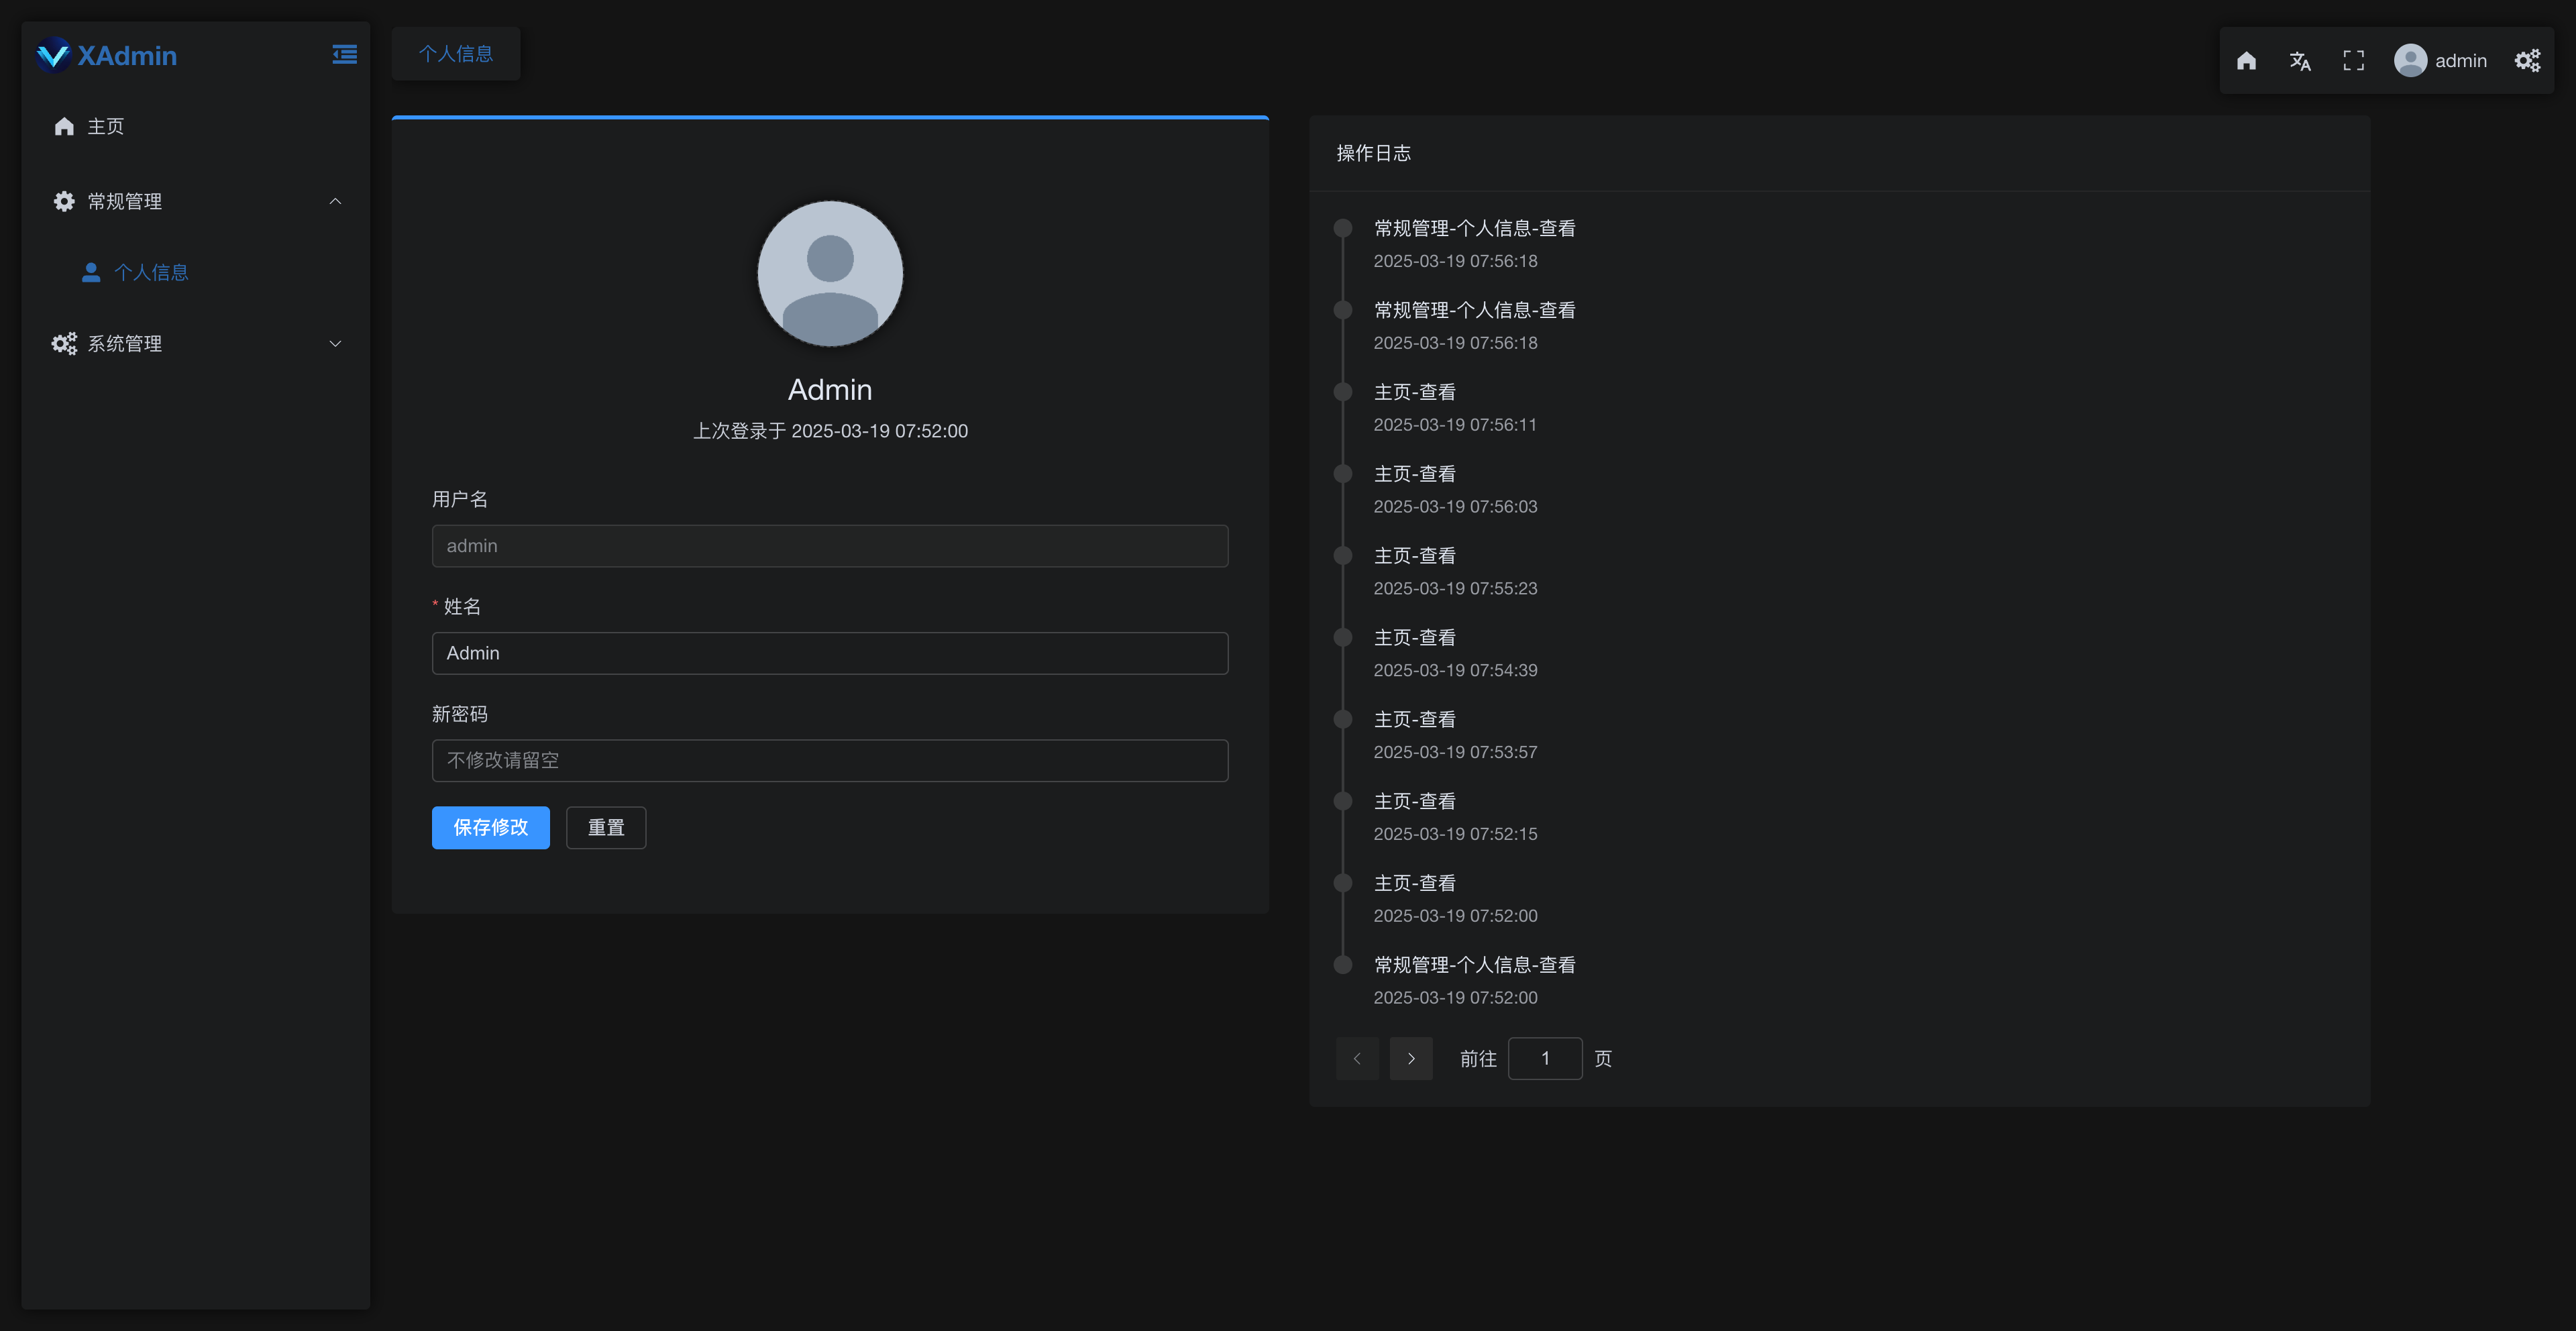 XAdmin
主页
常规管理
个人信息
系统管理
个人信息
admin
Admin
上次登录于 2025-03-19 07:52:00
用户名
admin
* 姓名
Admin
新密码
不修改请留空
保存修改
重置
操作日志
常规管理-个人信息-查看
2025-03-19 07:56:18
常规管理-个人信息-查看
2025-03-19 07:56:18
主页-查看
2025-03-19 07:56:11
主页-查看
2025-03-19 07:56:03
主页-查看
2025-03-19 07:55:23
主页-查看
2025-03-19 07:54:39
主页-查看
2025-03-19 07:53:57
主页-查看
2025-03-19 07:52:15
主页-查看
2025-03-19 07:52:00
常规管理-个人信息-查看
2025-03-19 07:52:00
前往 1 页